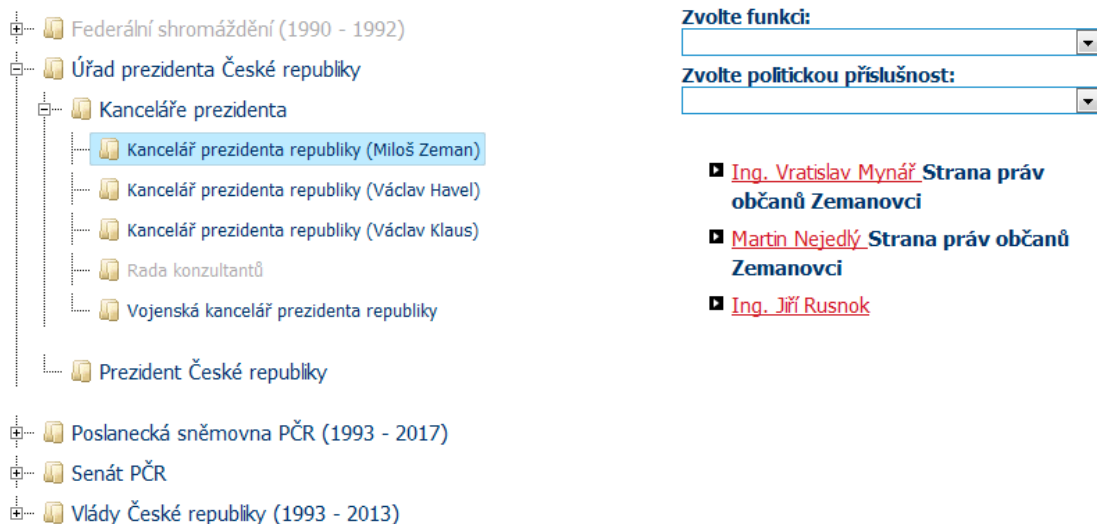 Federální shromáždění (1990 - 1992)
Úřad prezidenta České republiky
Kanceláře prezidenta
Kancelář prezidenta republiky (Miloš Zeman)
Kancelář prezidenta republiky (Václav Havel)
Kancelář prezidenta republiky (Václav Klaus)
Rada konzultantů
Vojenská kancelář prezidenta republiky
Prezident České republiky
Poslanecká sněmovna PČR (1993 - 2017)
Senát PČR
Vlády České republiky (1993 - 2013)
Zvolte funkci:
Zvolte politickou příslušnost:
Ing. Vratislav Mynář Strana práv
občanů Zemanovci
Martin Nejedlý Strana práv občanů
Zemanovci
Ing. Jiří Rusnok